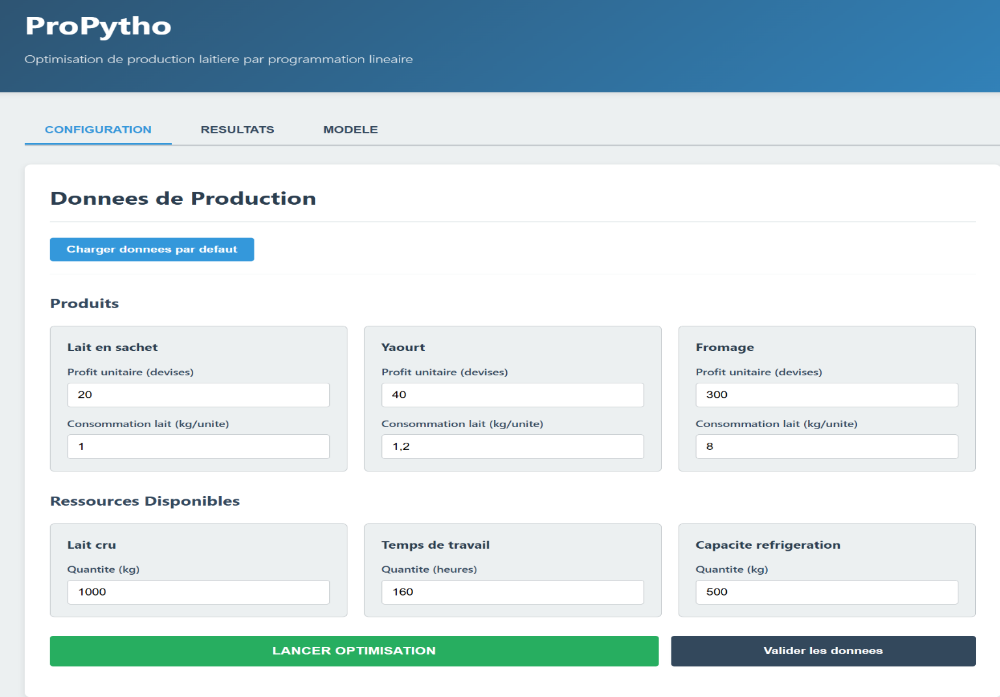 ProPytho
Optimisation de production laitiere par programmation lineaire
CONFIGURATION RESULTATS MODELE
Donnees de Production
Charger donnees par defaut
Produits
Lait en sachet
Profit unitaire (devises)
20
Consommation lait (kg/unite)
1
Yaourt
Profit unitaire (devises)
40
Consommation lait (kg/unite)
1,2
Fromage
Profit unitaire (devises)
300
Consommation lait (kg/unite)
8
Ressources Disponibles
Lait cru
Quantite (kg)
1000
Temps de travail
Quantite (heures)
160
Capacite refrigeration
Quantite (kg)
500
LANCER OPTIMISATION
Valider les donnees